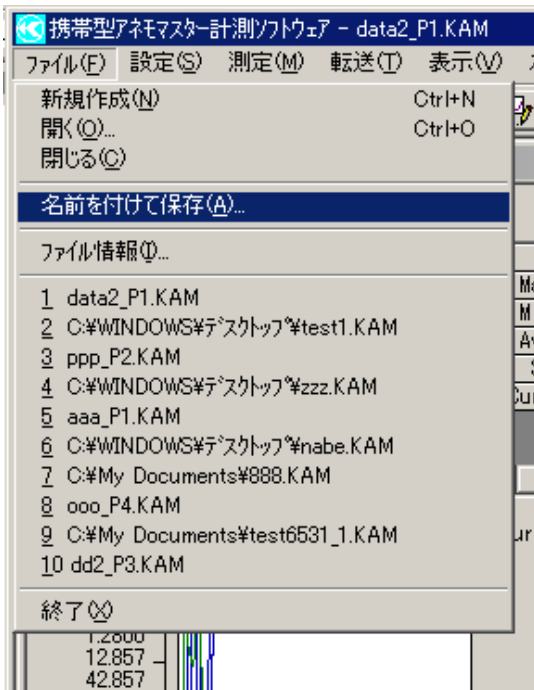 携帯型アネモマスター計測ソフトウェア - data2_P1.KAM
ファイル(F) 設定(S) 測定(M) 転送(T) 表示(V)
新規作成(N) Ctrl+N
開く(O)... Ctrl+O
閉じる(C)
名前を付けて保存(A)...
ファイル情報(I)...
1 data2_P1.KAM
2 C:¥WINDOWS¥デスクトップ¥test1.KAM
3 ppp_P2.KAM
4 C:¥WINDOWS¥デスクトップ¥zzz.KAM
5 aaa_P1.KAM
6 C:¥WINDOWS¥デスクトップ¥nabe.KAM
7 C:¥My Documents¥888.KAM
8 ooo_P4.KAM
9 C:¥My Documents¥test6531_1.KAM
10 dd2_P3.KAM
終了(X)
1.2800
12.857
42.857